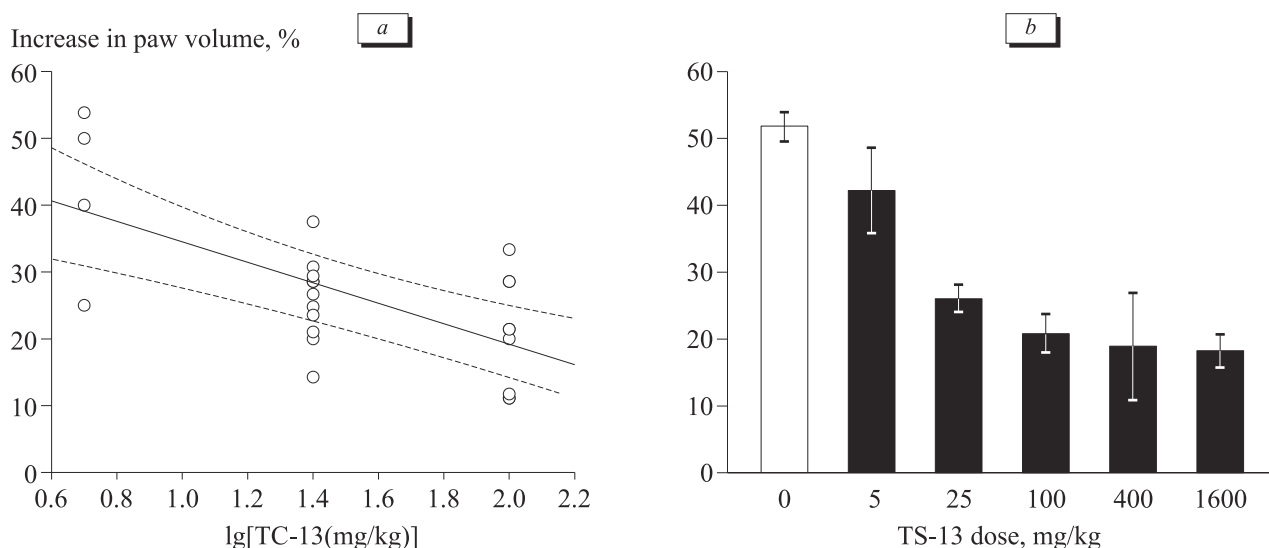 Increase in paw volume, %
a
60
50
40
30
20
10
0
0.6 0.8 1.0 1.2 1.4 1.6 1.8 2.0 2.2
lg[TC-13(mg/kg)]
b
60
50
40
30
20
10
0
0 5 25 100 400 1600
TS-13 dose, mg/kg